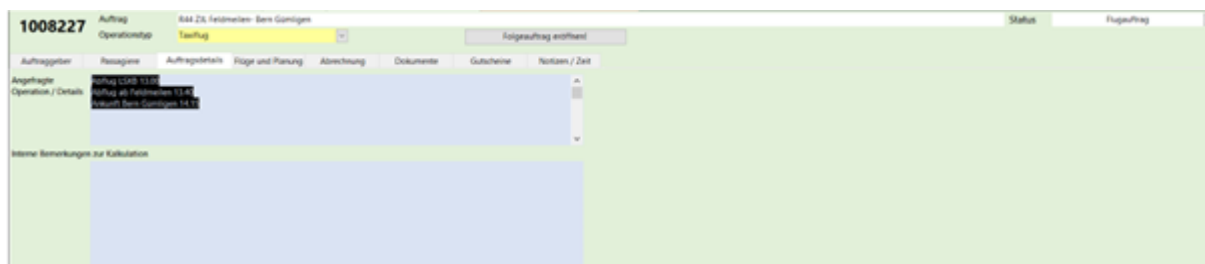 1008227 Auftrag R44 ZIL Feldmeilen- Bern Gümligen Status Flugauftrag
Operationstyp Taxiflug Folgeauftrag eröffnen!
Auftraggeber Passagiere Auftragsdetails Flüge und Planung Abrechnung Dokumente Gutscheine Notizen / Zeit
Angefragte Abflug LSXB 13.00
Operation / Details Abflug ab Feldmeilen 13.40
Ankunft Bern Gümligen 14.15
Interne Bemerkungen zur Kalkulation